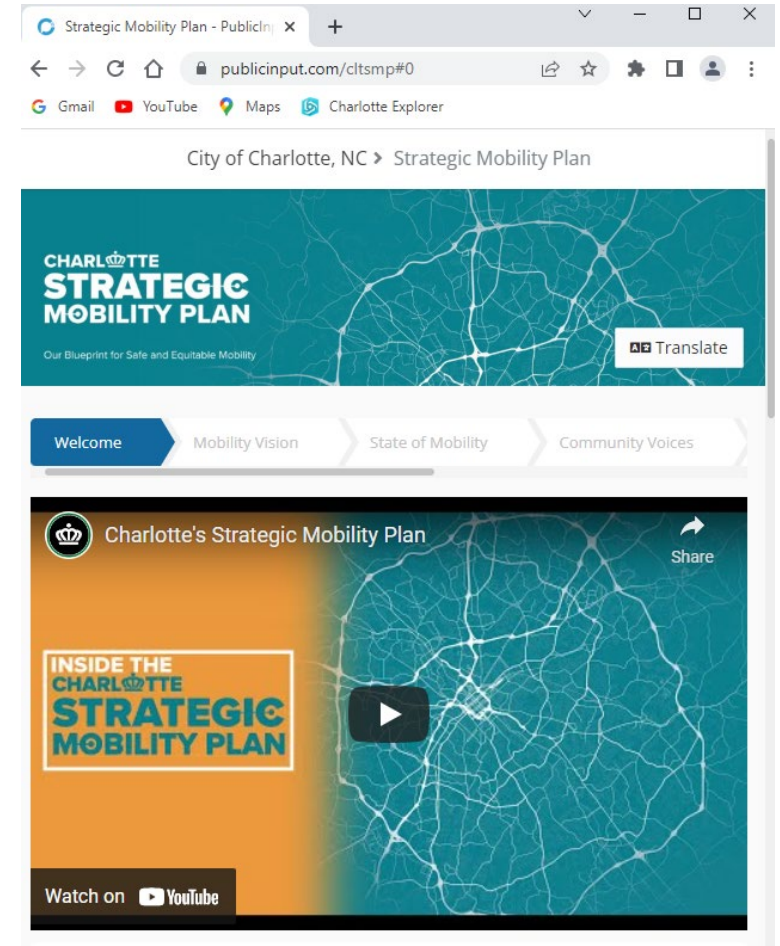 Strategic Mobility Plan - PublicIn
publicinput.com/cltsmp#0
Gmail YouTube Maps Charlotte Explorer
City of Charlotte, NC > Strategic Mobility Plan
CHARLOTTE
STRATEGIC
MOBILITY PLAN
Our Blueprint for Safe and Equitable Mobility
Translate
Welcome Mobility Vision State of Mobility Community Voices
Charlotte's Strategic Mobility Plan
Share
INSIDE THE
CHARLOTTE
STRATEGIC
MOBILITY PLAN
Watch on YouTube